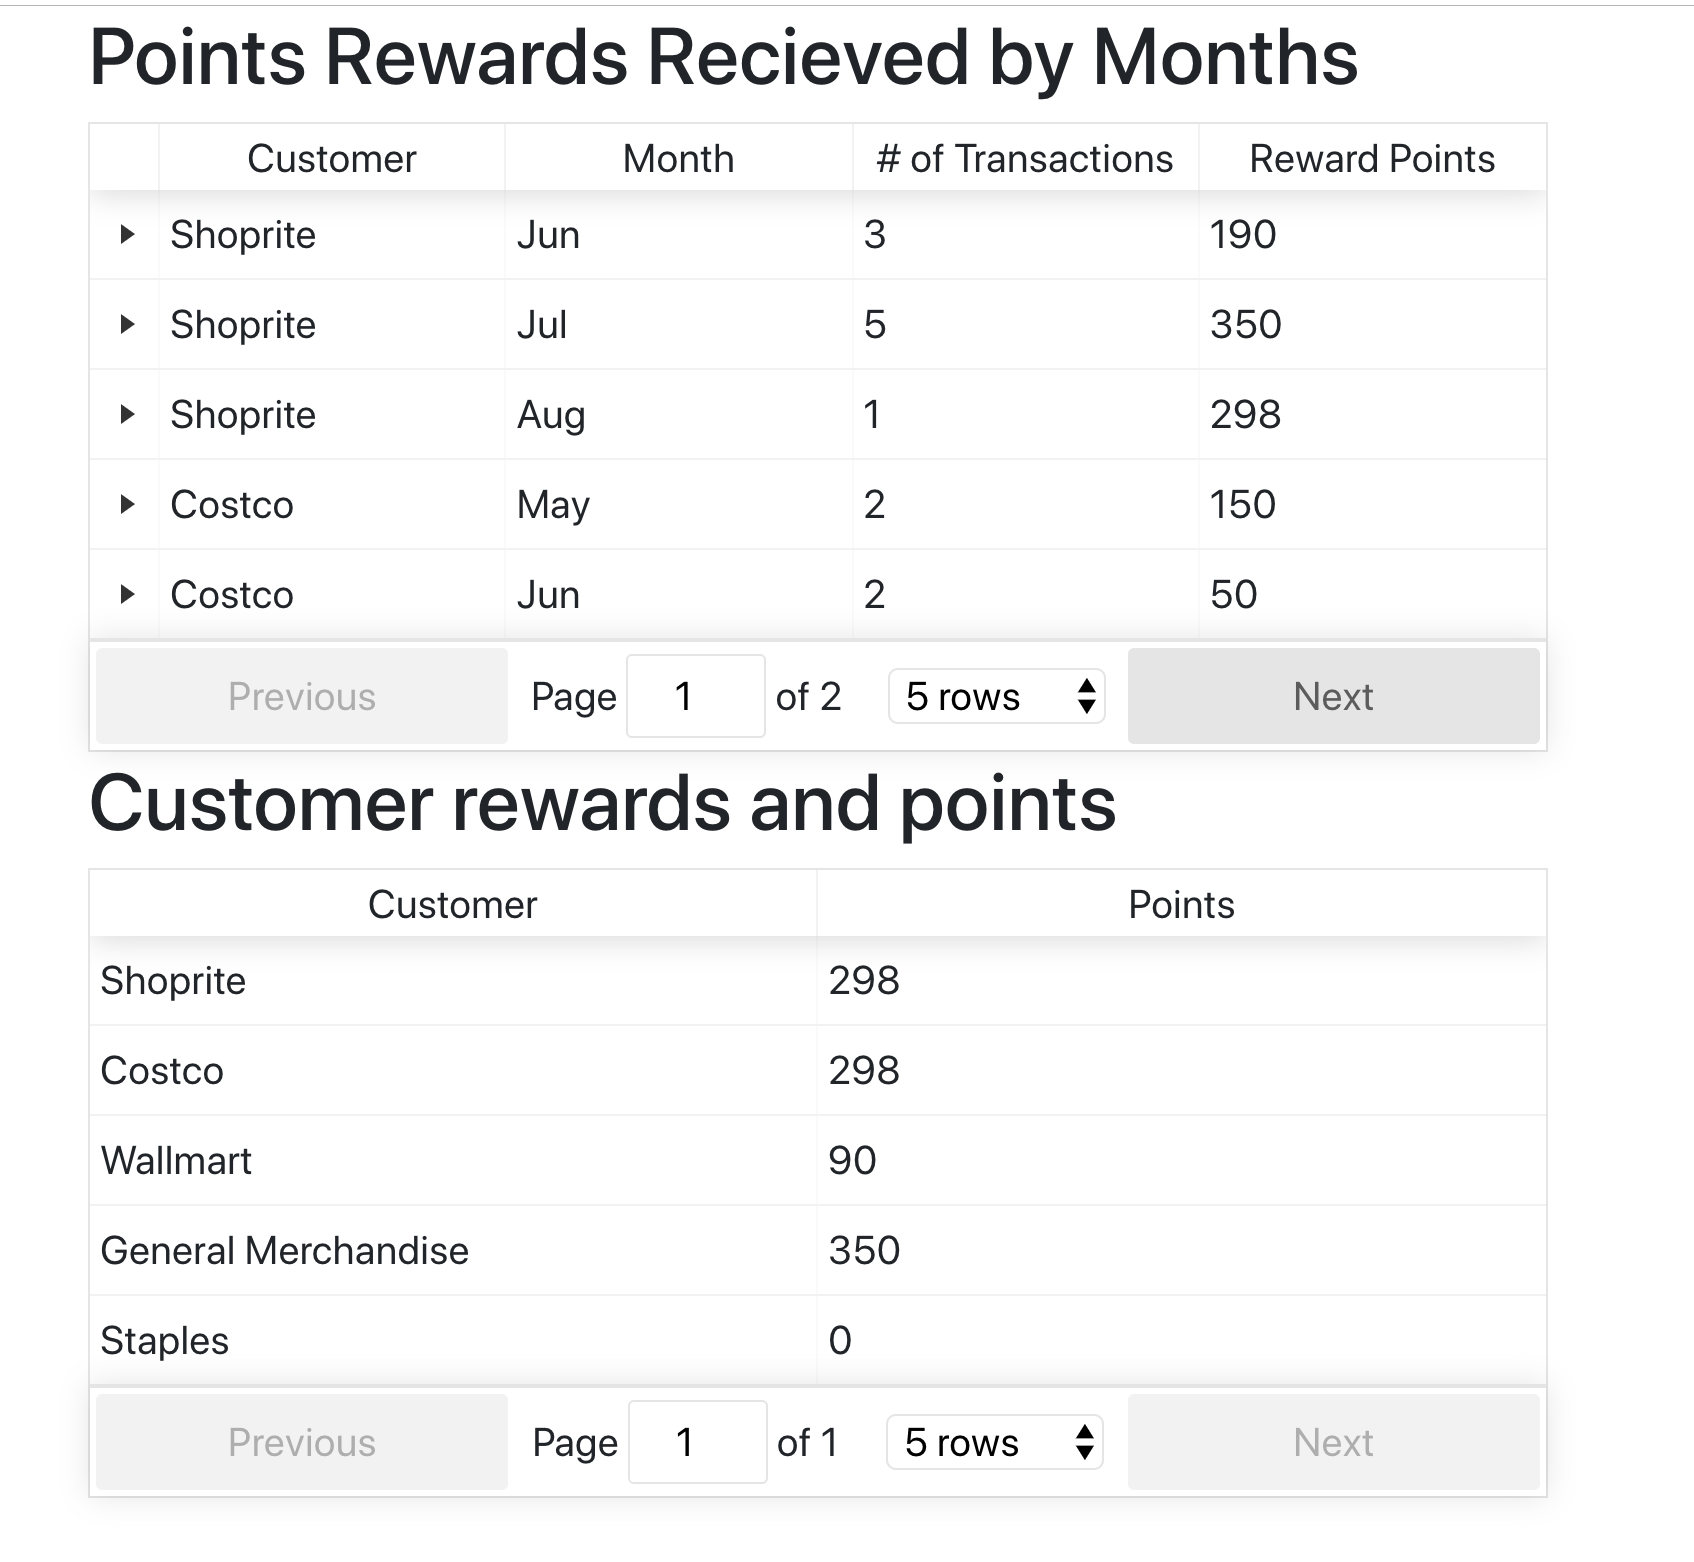 Points Rewards Recieved by Months
Customer Month # of Transactions Reward Points
Shoprite Jun 3 190
Shoprite Jul 5 350
Shoprite Aug 1 298
Costco May 2 150
Costco Jun 2 50
Previous Page 1 of 2 5 rows Next
Customer rewards and points
Customer Points
Shoprite 298
Costco 298
Wallmart 90
General Merchandise 350
Staples 0
Previous Page 1 of 1 5 rows Next